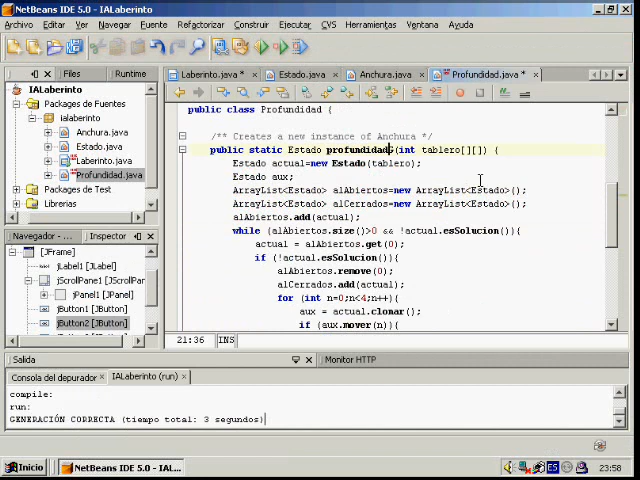 NetBeans IDE 5.0 - IALaberinto
Archivo Editar Ver Navegar Fuente Refactorizar Construir Ejecutar CVS Herramientas Ventana Ayuda
Files Runtime
IALaberinto
Packages de Fuentes
ialaberinto
Anchura.java
Estado.java
Laberinto.java
Profundidad.java
Packages de Test
Librerias
Navegador - ... Inspector
[JFrame]
jLabel1 [JLabel]
jScrollPane1 [JScrollPane]
jPanel1 [JPanel]
jButton1 [JButton]
jButton2 [JButton]
Laberinto.java * Estado.java Anchura.java Profundidad.java *
public class Profundidad {
/** Creates a new instance of Anchura */
public static Estado profundidadS(int tablero[][]) {
Estado actual=new Estado(tablero);
Estado aux;
ArrayList<Estado> alAbiertos=new ArrayList<Estado>();
ArrayList<Estado> alCerrados=new ArrayList<Estado>();
alAbiertos.add(actual);
while (alAbiertos.size()>0 && !actual.esSolucion()){
actual = alAbiertos.get(0);
if (!actual.esSolucion()){
alAbiertos.remove(0);
alCerrados.add(actual);
for (int n=0;n<4;n++){
aux = actual.clonar();
if (aux.mover(n)){
21:36 INS
Salida Monitor HTTP
Consola del depurador IALaberinto (run)
compile:
run:
GENERACIÓN CORRECTA (tiempo total: 3 segundos)
Inicio NetBeans IDE 5.0 - IAL... ES 23:58